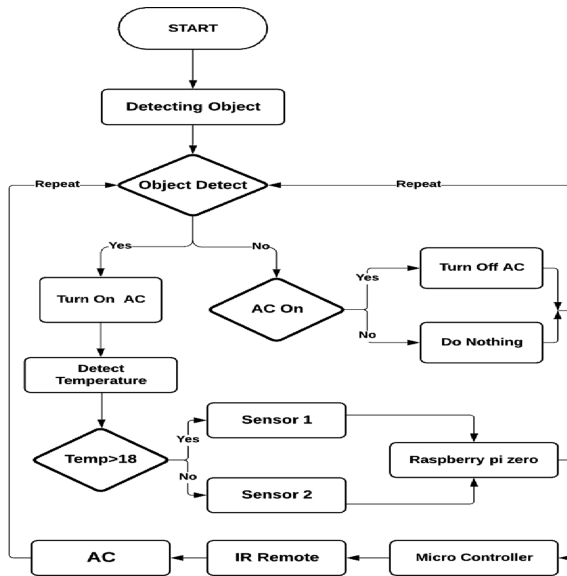 START
Detecting Object
Repeat
Object Detect
Repeat
Yes
No
Turn On AC
AC On
Yes
Turn Off AC
No
Do Nothing
Detect
Temperature
Temp>18
Yes
Sensor 1
No
Sensor 2
Raspberry pi zero
AC
IR Remote
Micro Controller